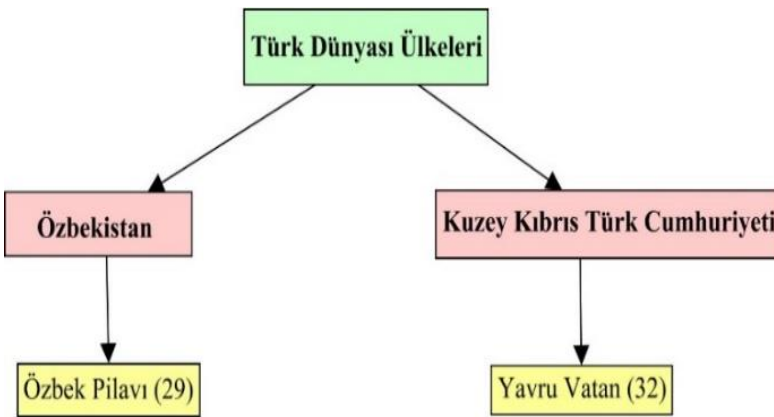 Türk Dünyası Ülkeleri
Özbekistan
Kuzey Kıbrıs Türk Cumhuriyeti
Özbek Pilavı (29)
Yavru Vatan (32)